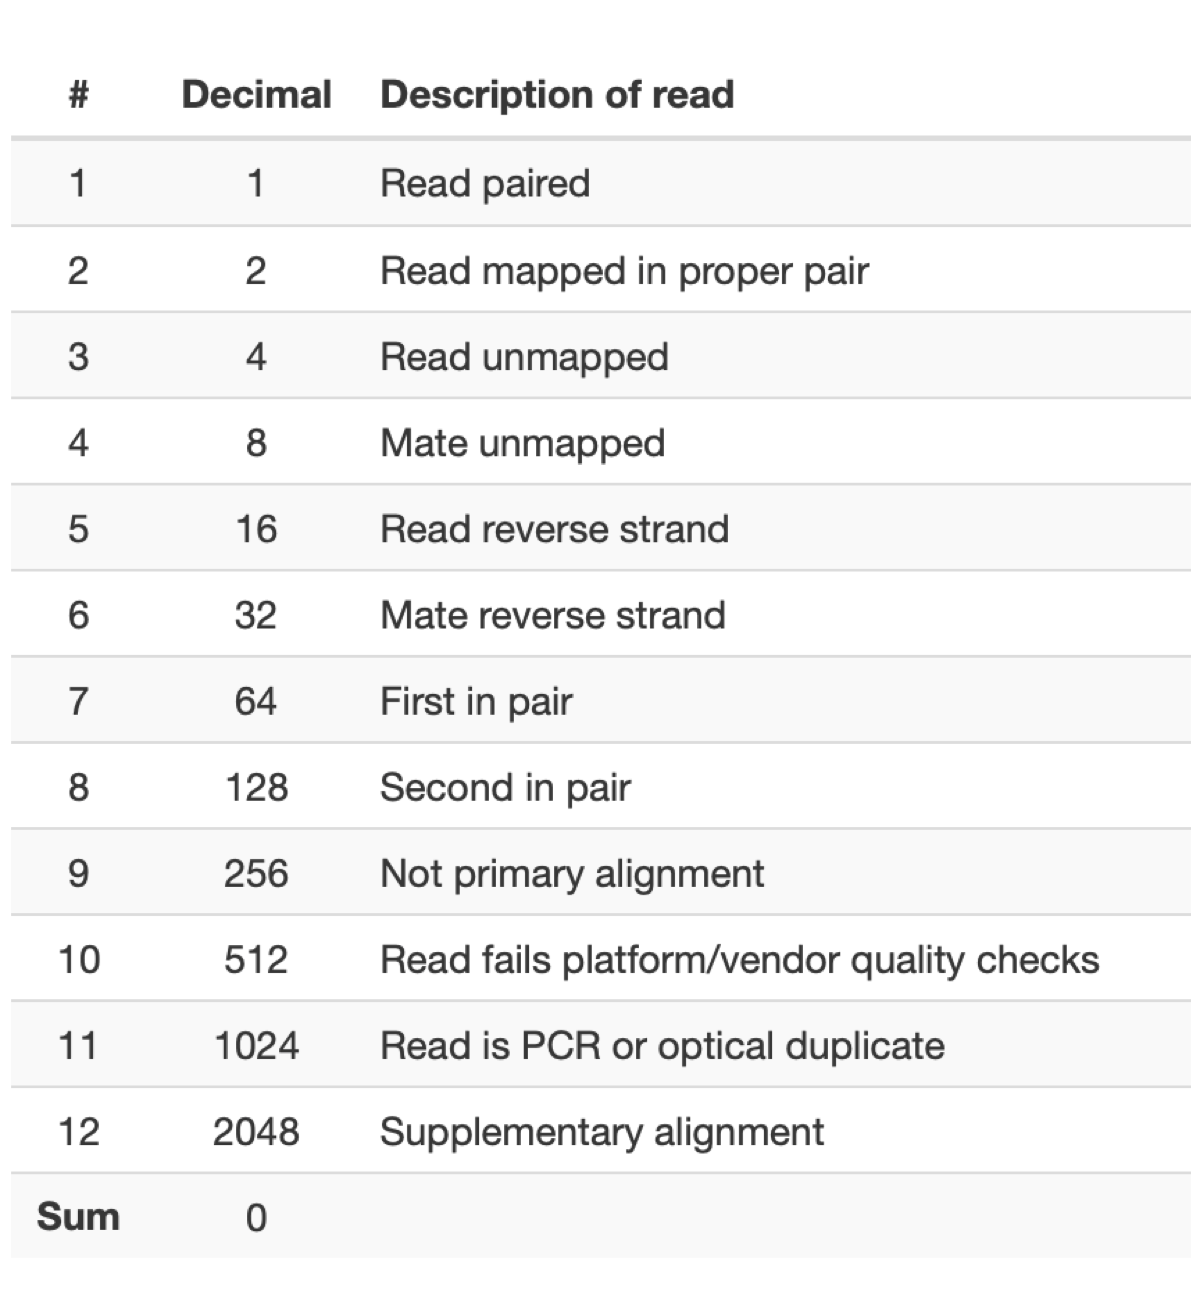 # Decimal Description of read
1 1 Read paired
2 2 Read mapped in proper pair
3 4 Read unmapped
4 8 Mate unmapped
5 16 Read reverse strand
6 32 Mate reverse strand
7 64 First in pair
8 128 Second in pair
9 256 Not primary alignment
10 512 Read fails platform/vendor quality checks
11 1024 Read is PCR or optical duplicate
12 2048 Supplementary alignment
Sum 0